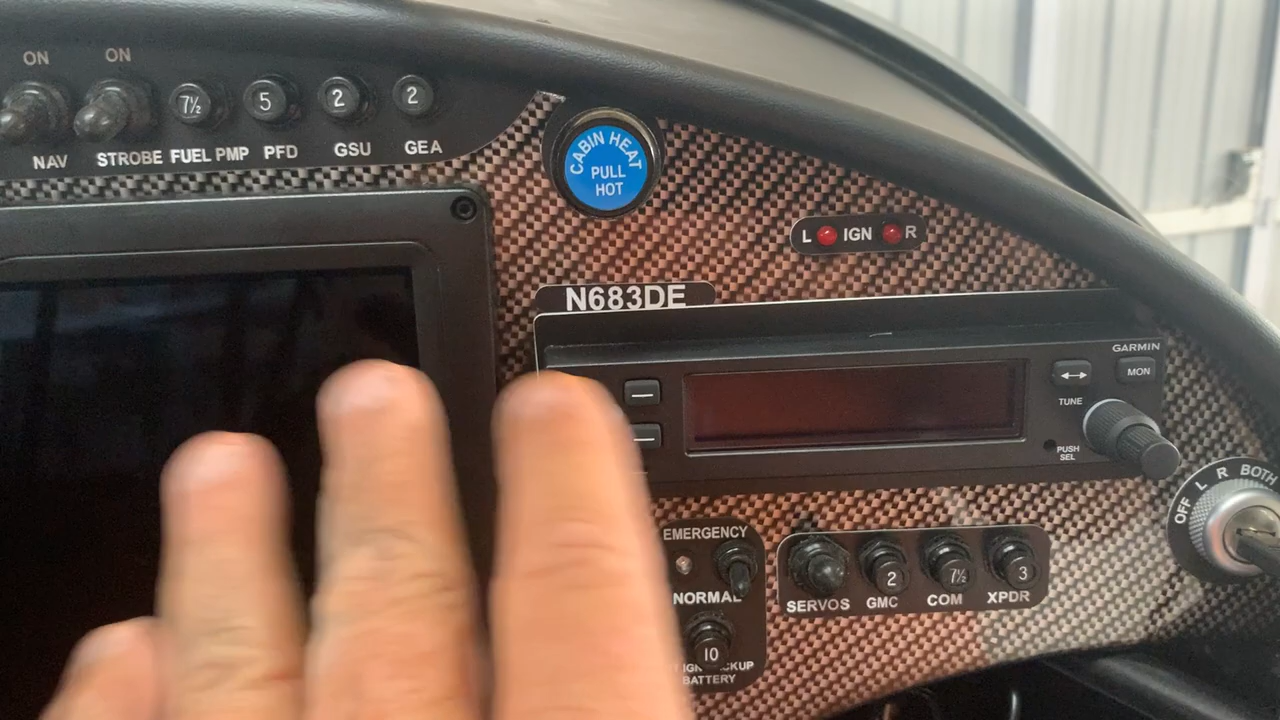 ON ON
7½ 5 2 2
NAV STROBE FUEL PMP PFD GSU GEA
CABIN HEAT
PULL
HOT
L IGN R
N683DE
GARMIN
MON
TUNE
PUSH
SEL
OFF L R BOTH
EMERGENCY
NORMAL
2 7½ 3
SERVOS GMC COM XPDR
10
BATTERY